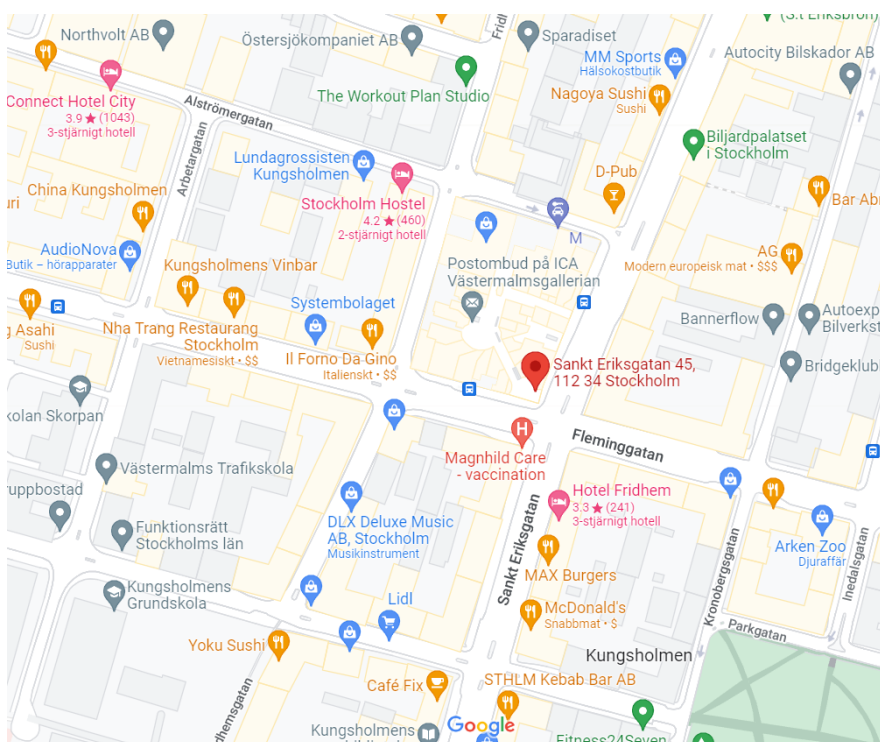 (S:t Eriksbron)
Northvolt AB
Östersjökompaniet AB
Frid
Sparadiset
Autocity Bilskador AB
MM Sports
Hälsokostbutik
The Workout Plan Studio
Nagoya Sushi
Sushi
Connect Hotel City
3.9 ★ (1043)
3-stjärnigt hotell
Alströmergatan
Biljardpalatset
i Stockholm
Arbetargatan
Lundagrossisten
Kungsholmen
D-Pub
China Kungsholmen
uri
Stockholm Hostel
4.2 ★ (460)
2-stjärnigt hotell
Bar Abr
M
AudioNova
Butik – hörapparater
Kungsholmens Vinbar
Postombud på ICA
Västermalmsgallerian
AG
Modern europeisk mat • $$$
Systembolaget
g Asahi
Sushi
Nha Trang Restaurang
Stockholm
Vietnamesiskt • $$
Bannerflow
Autoexp
Bilverkst
Il Forno Da Gino
Italienskt • $$
Sankt Eriksgatan 45,
112 34 Stockholm
Bridgeklub
kolan Skorpan
H
Fleminggatan
Magnhild Care
- vaccination
Västermalms Trafikskola
ruppbostad
Hotel Fridhem
3.3 ★ (241)
3-stjärnigt hotell
DLX Deluxe Music
AB, Stockholm
Musikinstrument
Funktionsrätt
Stockholms län
Sankt Eriksgatan
Kronobergsgatan
Inedalsgatan
Arken Zoo
Djuraffär
MAX Burgers
Kungsholmens
Grundskola
Lidl
McDonald's
Snabbmat • $
Parkgatan
Yoku Sushi
Kungsholmen
dhemsgatan
Café Fix
STHLM Kebab Bar AB
Kungsholmens
Google
Fitness24Seven